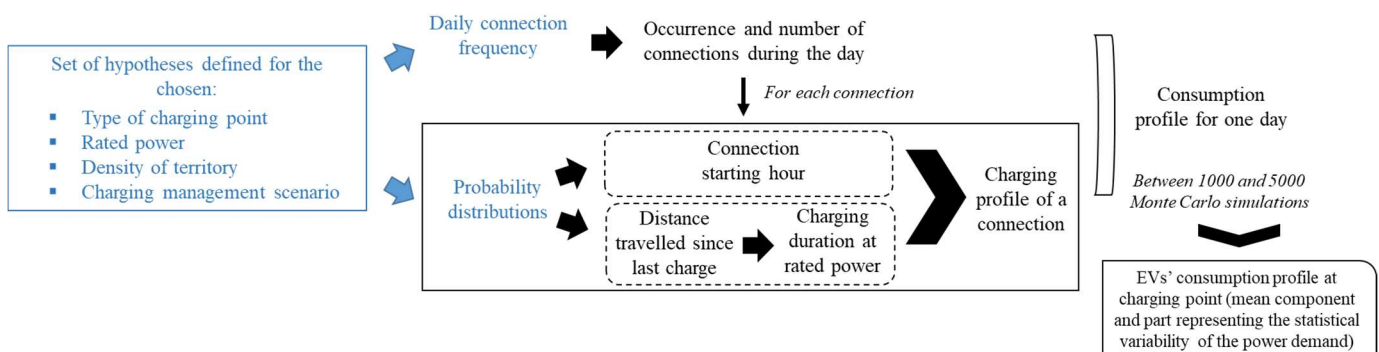 Set of hypotheses defined for the
chosen:
▪ Type of charging point
▪ Rated power
▪ Density of territory
▪ Charging management scenario
Daily connection
frequency
Occurrence and number of
connections during the day
For each connection
Probability
distributions
Connection
starting hour
Distance
travelled since
last charge
Charging
duration at
rated power
Charging
profile of a
connection
Consumption
profile for one day
Between 1000 and 5000
Monte Carlo simulations
EVs’ consumption profile at
charging point (mean component
and part representing the statistical
variability of the power demand)